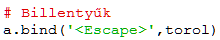 # Billentyűk
a.bind('<Escape>',torol)